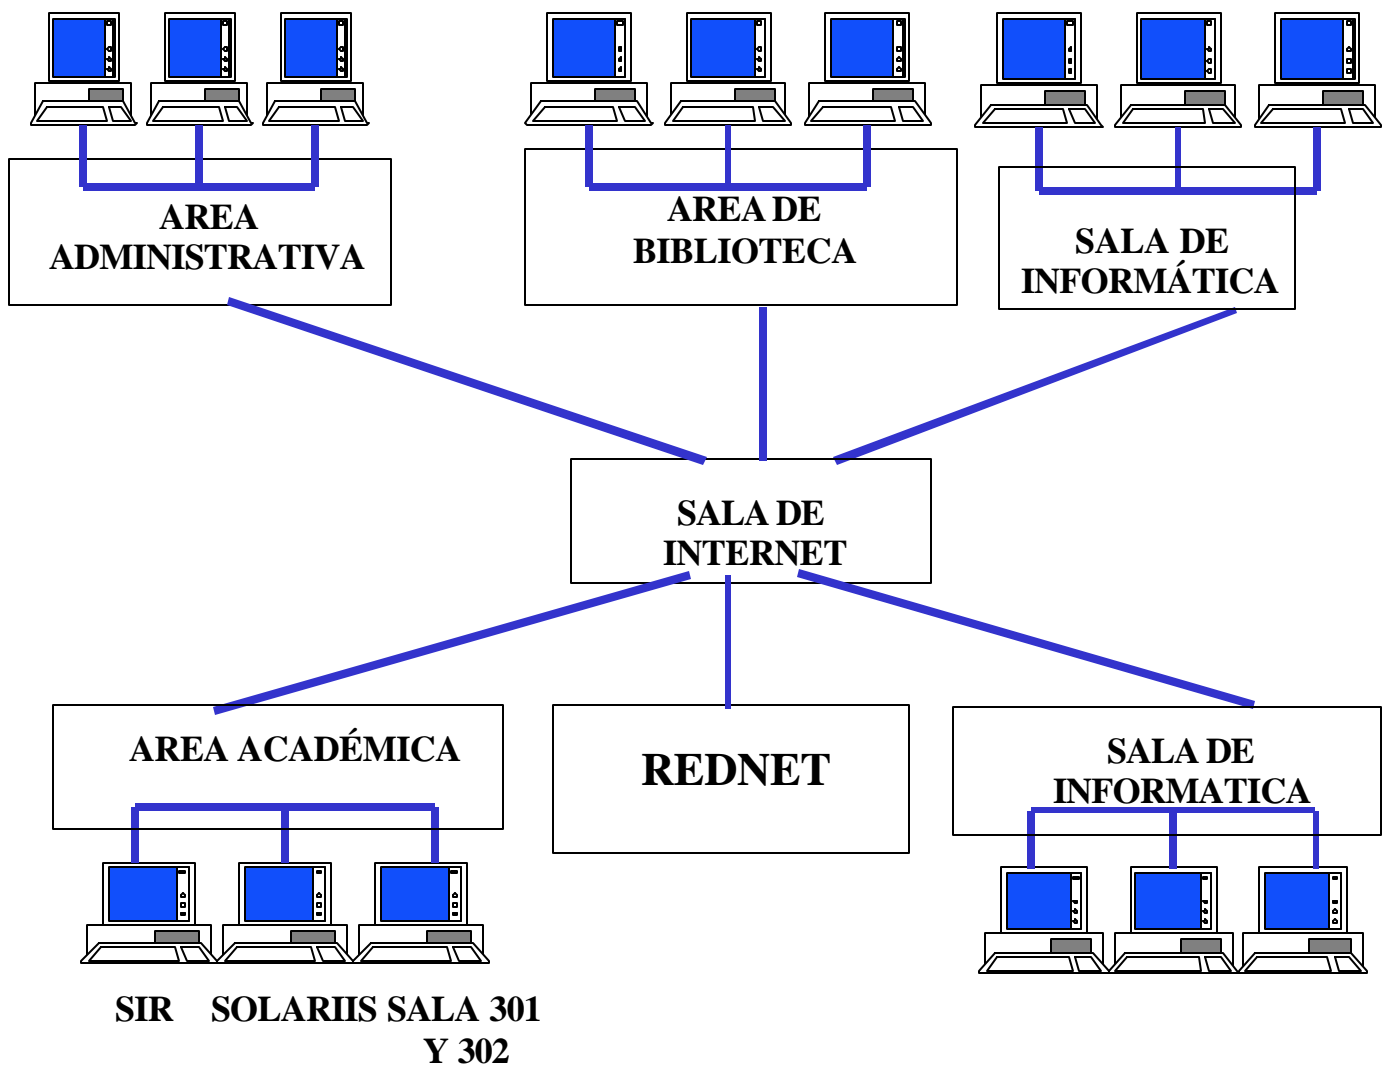 AREA
ADMINISTRATIVA
AREA DE
BIBLIOTECA
SALA DE
INFORMÁTICA
SALA DE
INTERNET
AREA ACADÉMICA
REDNET
SALA DE
INFORMATICA
SIR SOLARIIS SALA 301
Y 302